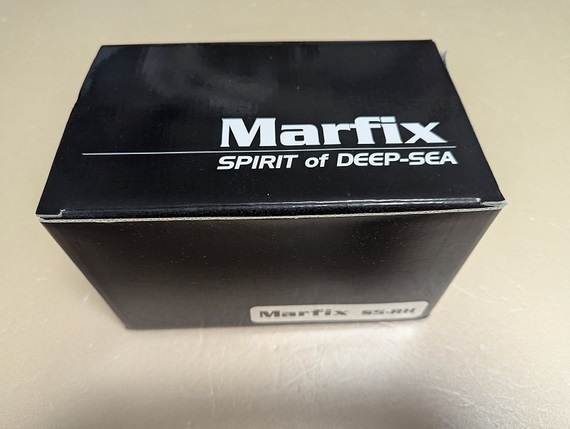 Marfix
SPIRIT of DEEP-SEA
Marfix SS-RH